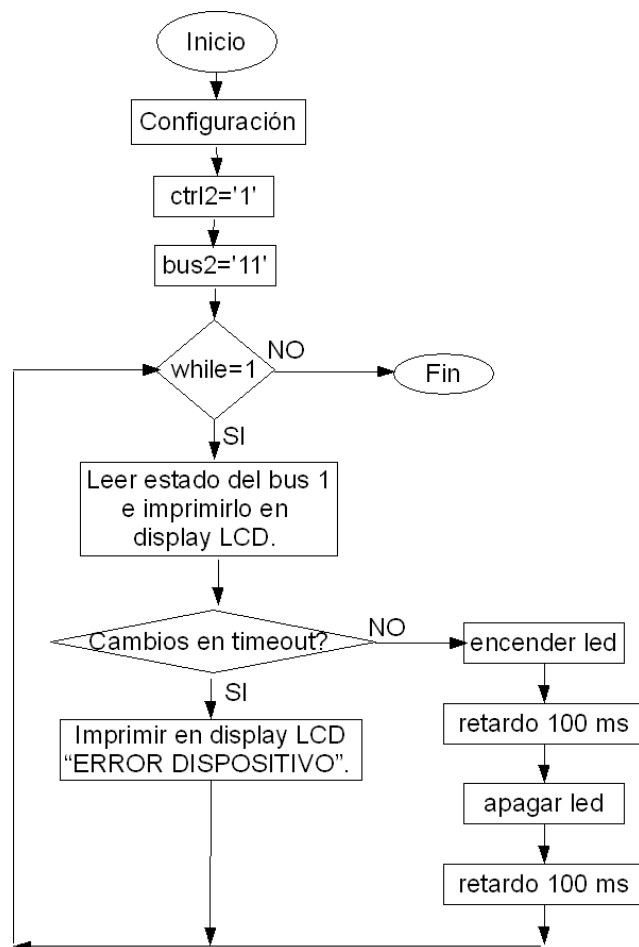 Inicio
Configuración
ctrl2='1'
bus2='11'
while=1
NO
Fin
SI
Leer estado del bus 1
e imprimirlo en
display LCD.
Cambios en timeout?
NO
encender led
SI
Imprimir en display LCD
“ERROR DISPOSITIVO”.
retardo 100 ms
apagar led
retardo 100 ms